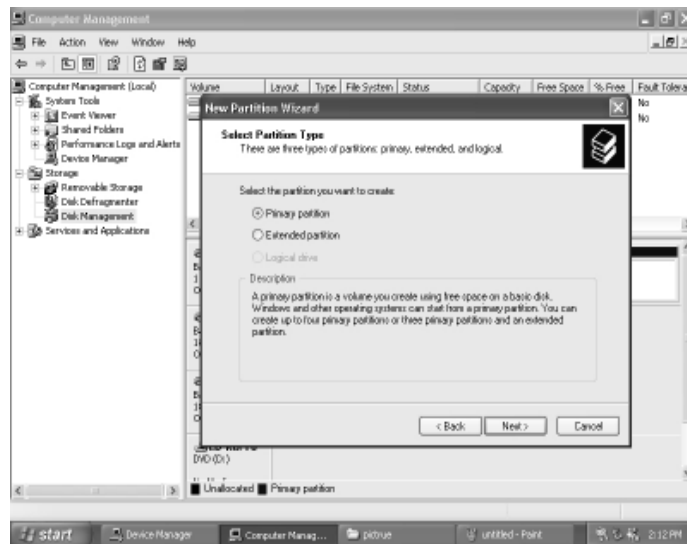 Computer Management
File Action View Window Help
Computer Management (Local)
System Tools
Event Viewer
Shared Folders
Performance Logs and Alerts
Device Manager
Storage
Removable Storage
Disk Defragmenter
Disk Management
Services and Applications
Volume Layout Type File System Status Capacity Free Space % Free Fault Tolera
No
No
New Partition Wizard
Select Partition Type
There are three types of partitions: primary, extended, and logical.
Select the partition you want to create:
Primary partition
Extended partition
Logical drive
Description
A primary partition is a volume you create using free space on a basic disk.
Windows and other operating systems can start from a primary partition. You can
create up to four primary partitions or three primary partitions and an extended
partition.
< Back Next > Cancel
DVD (D:)
Unallocated Primary partition
start Device Manager Computer Manag... pictrue untitled - Paint 2:12 PM